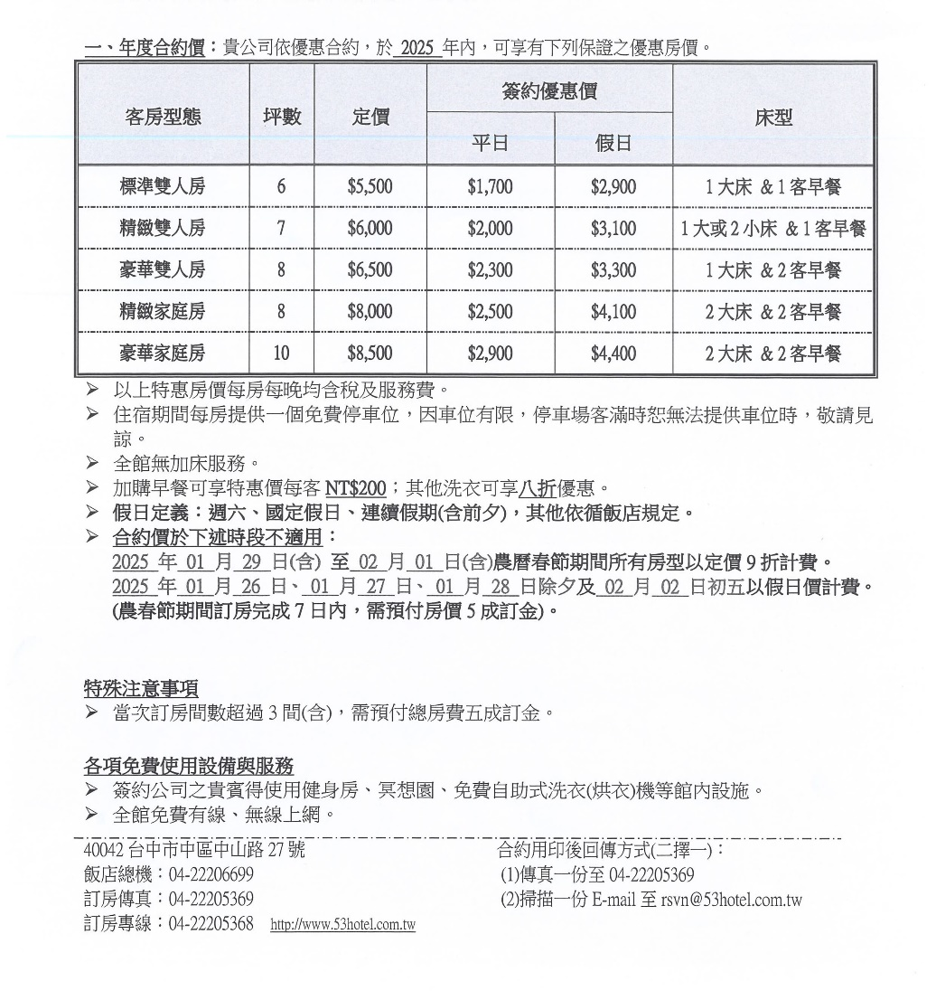 一、年度合約價：貴公司依優惠合約，於 2025 年內，可享有下列保證之優惠房價。
客房型態 坪數 定價 簽約優惠價 床型
平日 假日
標準雙人房 6 $5,500 $1,700 $2,900 1 大床 & 1 客早餐
精緻雙人房 7 $6,000 $2,000 $3,100 1 大或 2 小床 & 1 客早餐
豪華雙人房 8 $6,500 $2,300 $3,300 1 大床 & 2 客早餐
精緻家庭房 8 $8,000 $2,500 $4,100 2 大床 & 2 客早餐
豪華家庭房 10 $8,500 $2,900 $4,400 2 大床 & 2 客早餐
➢ 以上特惠房價每房每晚均含稅及服務費。
➢ 住宿期間每房提供一個免費停車位，因車位有限，停車場客滿時恕無法提供車位時，敬請見
諒。
➢ 全館無加床服務。
➢ 加購早餐可享特惠價每客 NT$200；其他洗衣可享八折優惠。
➢ 假日定義：週六、國定假日、連續假期(含前夕)，其他依循飯店規定。
➢ 合約價於下述時段不適用：
2025 年 01 月 29 日(含) 至 02 月 01 日(含)農曆春節期間所有房型以定價 9 折計費。
2025 年 01 月 26 日、01 月 27 日、01 月 28 日除夕及 02 月 02 日初五以假日價計費。
(農春節期間訂房完成 7 日內，需預付房價 5 成訂金)。
特殊注意事項
➢ 當次訂房間數超過 3 間(含)，需預付總房費五成訂金。
各項免費使用設備與服務
➢ 簽約公司之貴賓得使用健身房、冥想園、免費自助式洗衣(烘衣)機等館內設施。
➢ 全館免費有線、無線上網。
40042 台中市中區中山路 27 號
飯店總機：04-22206699
訂房傳真：04-22205369
訂房專線：04-22205368 http://www.53hotel.com.tw
合約用印後回傳方式(二擇一)：
(1)傳真一份至 04-22205369
(2)掃描一份 E-mail 至 rsvn@53hotel.com.tw